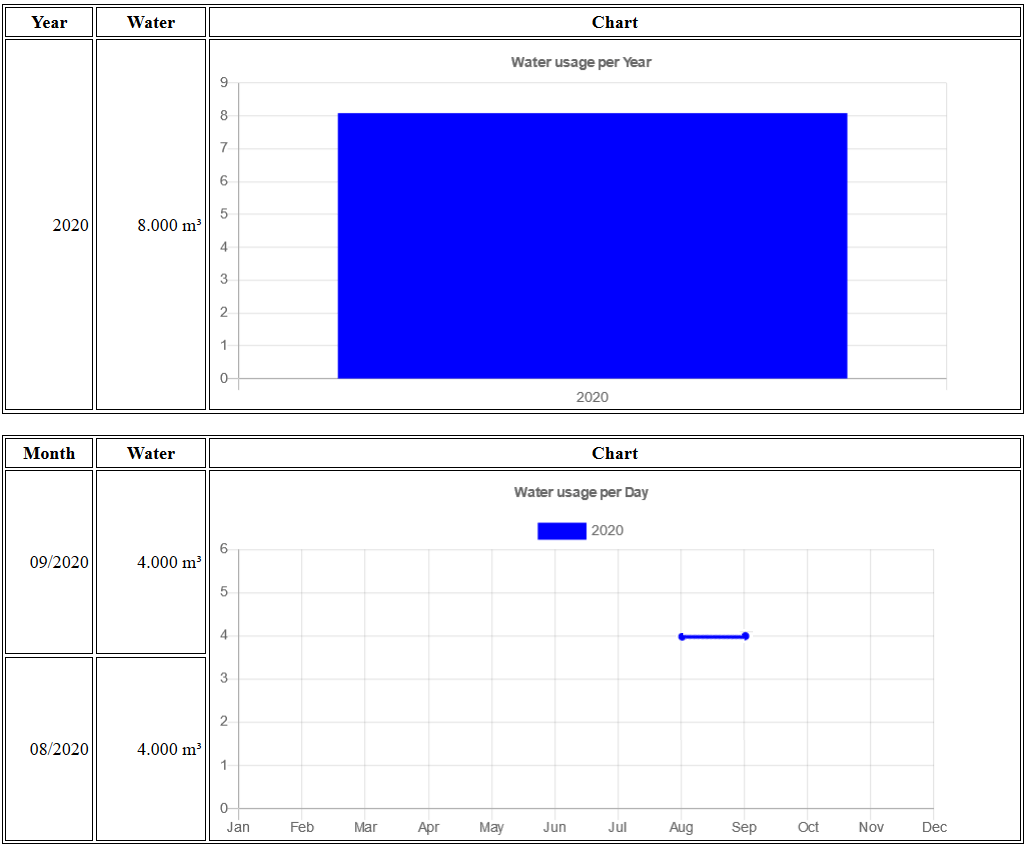 Year Water Chart
Water usage per Year
9
8
7
6
2020 8.000 m³
5
4
3
2
1
0
2020
Month Water Chart
Water usage per Day
2020
6
09/2020 4.000 m³
5
4
3
2
08/2020 4.000 m³
1
0
Jan Feb Mar Apr May Jun Jul Aug Sep Oct Nov Dec